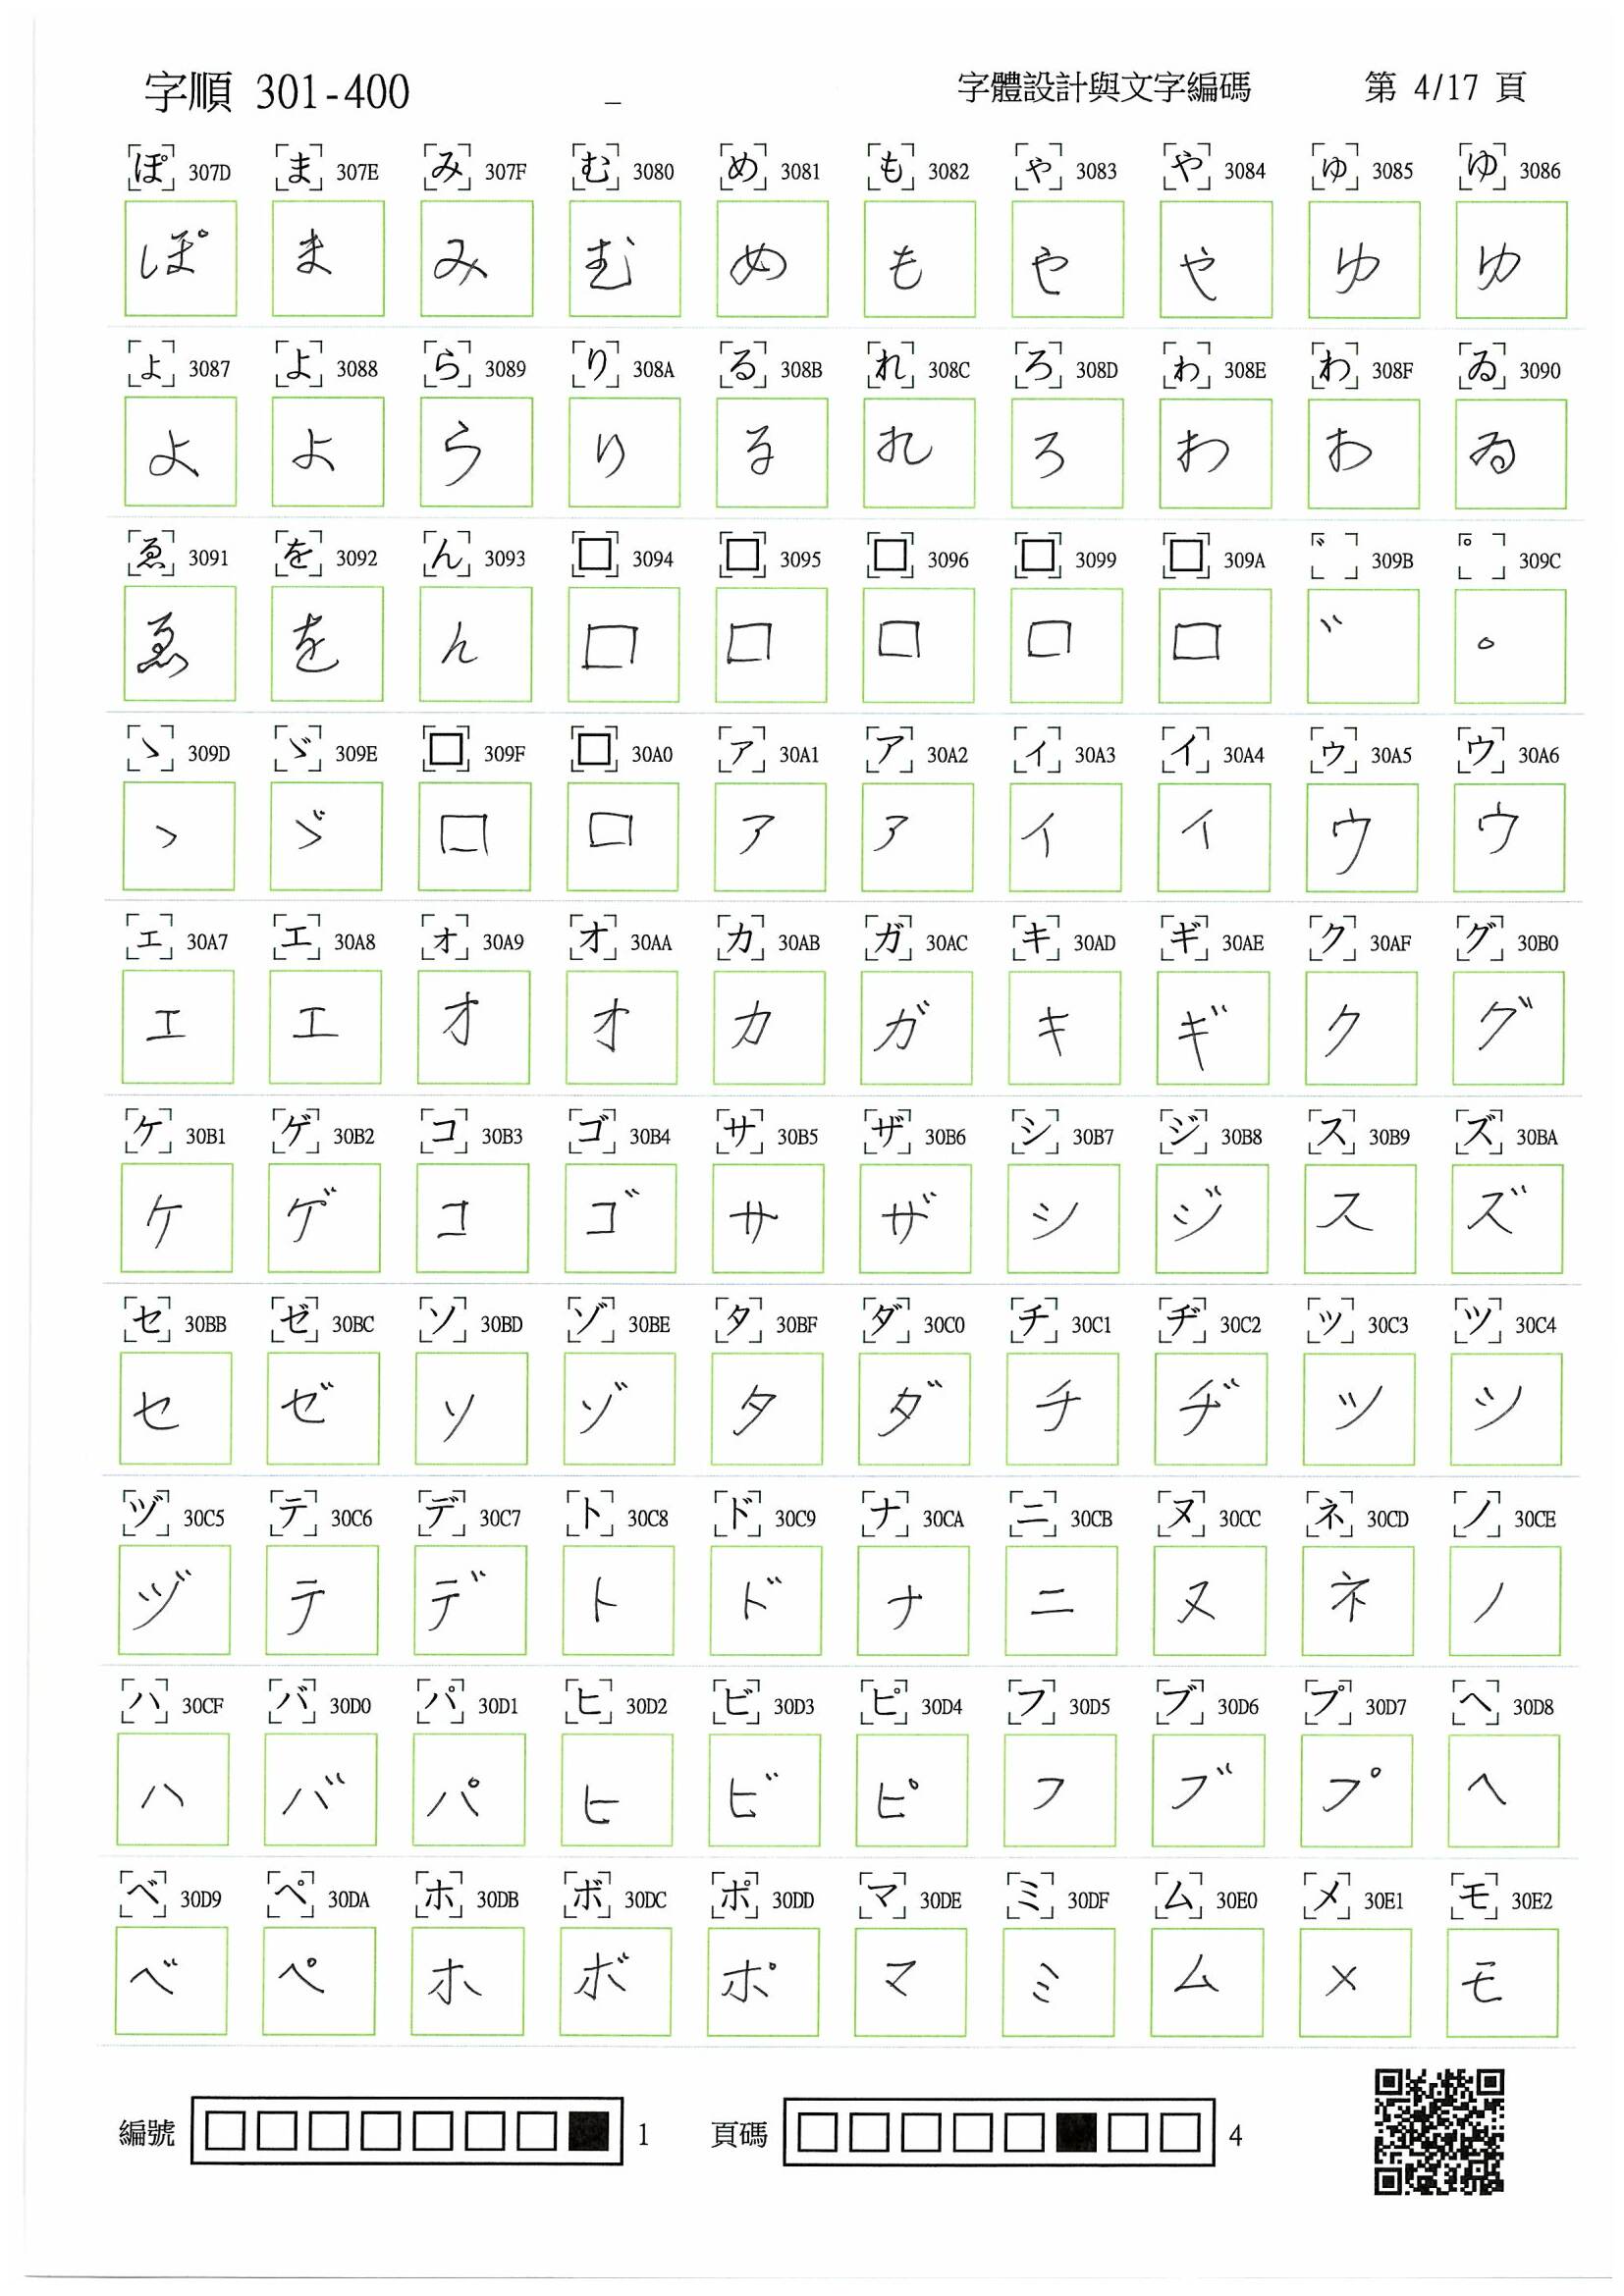 字順 301-400 _ 字體設計與文字編碼 第 4/17 頁
ぽ 307D ま 307E み 307F む 3080 め 3081 も 3082 ゃ 3083 や 3084 ゅ 3085 ゆ 3086
ぽ ま み む め も や や ゆ ゆ
ょ 3087 よ 3088 ら 3089 り 308A る 308B れ 308C ろ 308D ゎ 308E わ 308F ゐ 3090
よ よ ら り る れ ろ わ わ ゐ
ゑ 3091 を 3092 ん 3093 □ 3094 □ 3095 □ 3096 □ 3099 □ 309A ゛ 309B ゜ 309C
ゑ を ん □ □ □ □ □ ゛ ゜
ゝ 309D ゞ 309E □ 309F □ 30A0 ァ 30A1 ア 30A2 ィ 30A3 イ 30A4 ゥ 30A5 ウ 30A6
ゝ ゞ □ □ ア ア イ イ ウ ウ
ェ 30A7 エ 30A8 ォ 30A9 オ 30AA カ 30AB ガ 30AC キ 30AD ギ 30AE ク 30AF グ 30B0
エ エ オ オ カ ガ キ ギ ク グ
ケ 30B1 ゲ 30B2 コ 30B3 ゴ 30B4 サ 30B5 ザ 30B6 シ 30B7 ジ 30B8 ス 30B9 ズ 30BA
ケ ゲ コ ゴ サ ザ シ ジ ス ズ
セ 30BB ゼ 30BC ソ 30BD ゾ 30BE タ 30BF ダ 30C0 チ 30C1 ヂ 30C2 ッ 30C3 ツ 30C4
セ ゼ ソ ゾ タ ダ チ ヂ ツ ツ
ヅ 30C5 テ 30C6 デ 30C7 ト 30C8 ド 30C9 ナ 30CA ニ 30CB ヌ 30CC ネ 30CD ノ 30CE
ヅ テ デ ト ド ナ ニ ヌ ネ ノ
ハ 30CF バ 30D0 パ 30D1 ヒ 30D2 ビ 30D3 ピ 30D4 フ 30D5 ブ 30D6 プ 30D7 ヘ 30D8
ハ バ パ ヒ ビ ピ フ ブ プ ヘ
ベ 30D9 ペ 30DA ホ 30DB ボ 30DC ポ 30DD マ 30DE ミ 30DF ム 30E0 メ 30E1 モ 30E2
ベ ペ ホ ボ ポ マ ミ ム メ モ
編號 □□□□□□□■ 1 頁碼 □□□□□■□□ 4